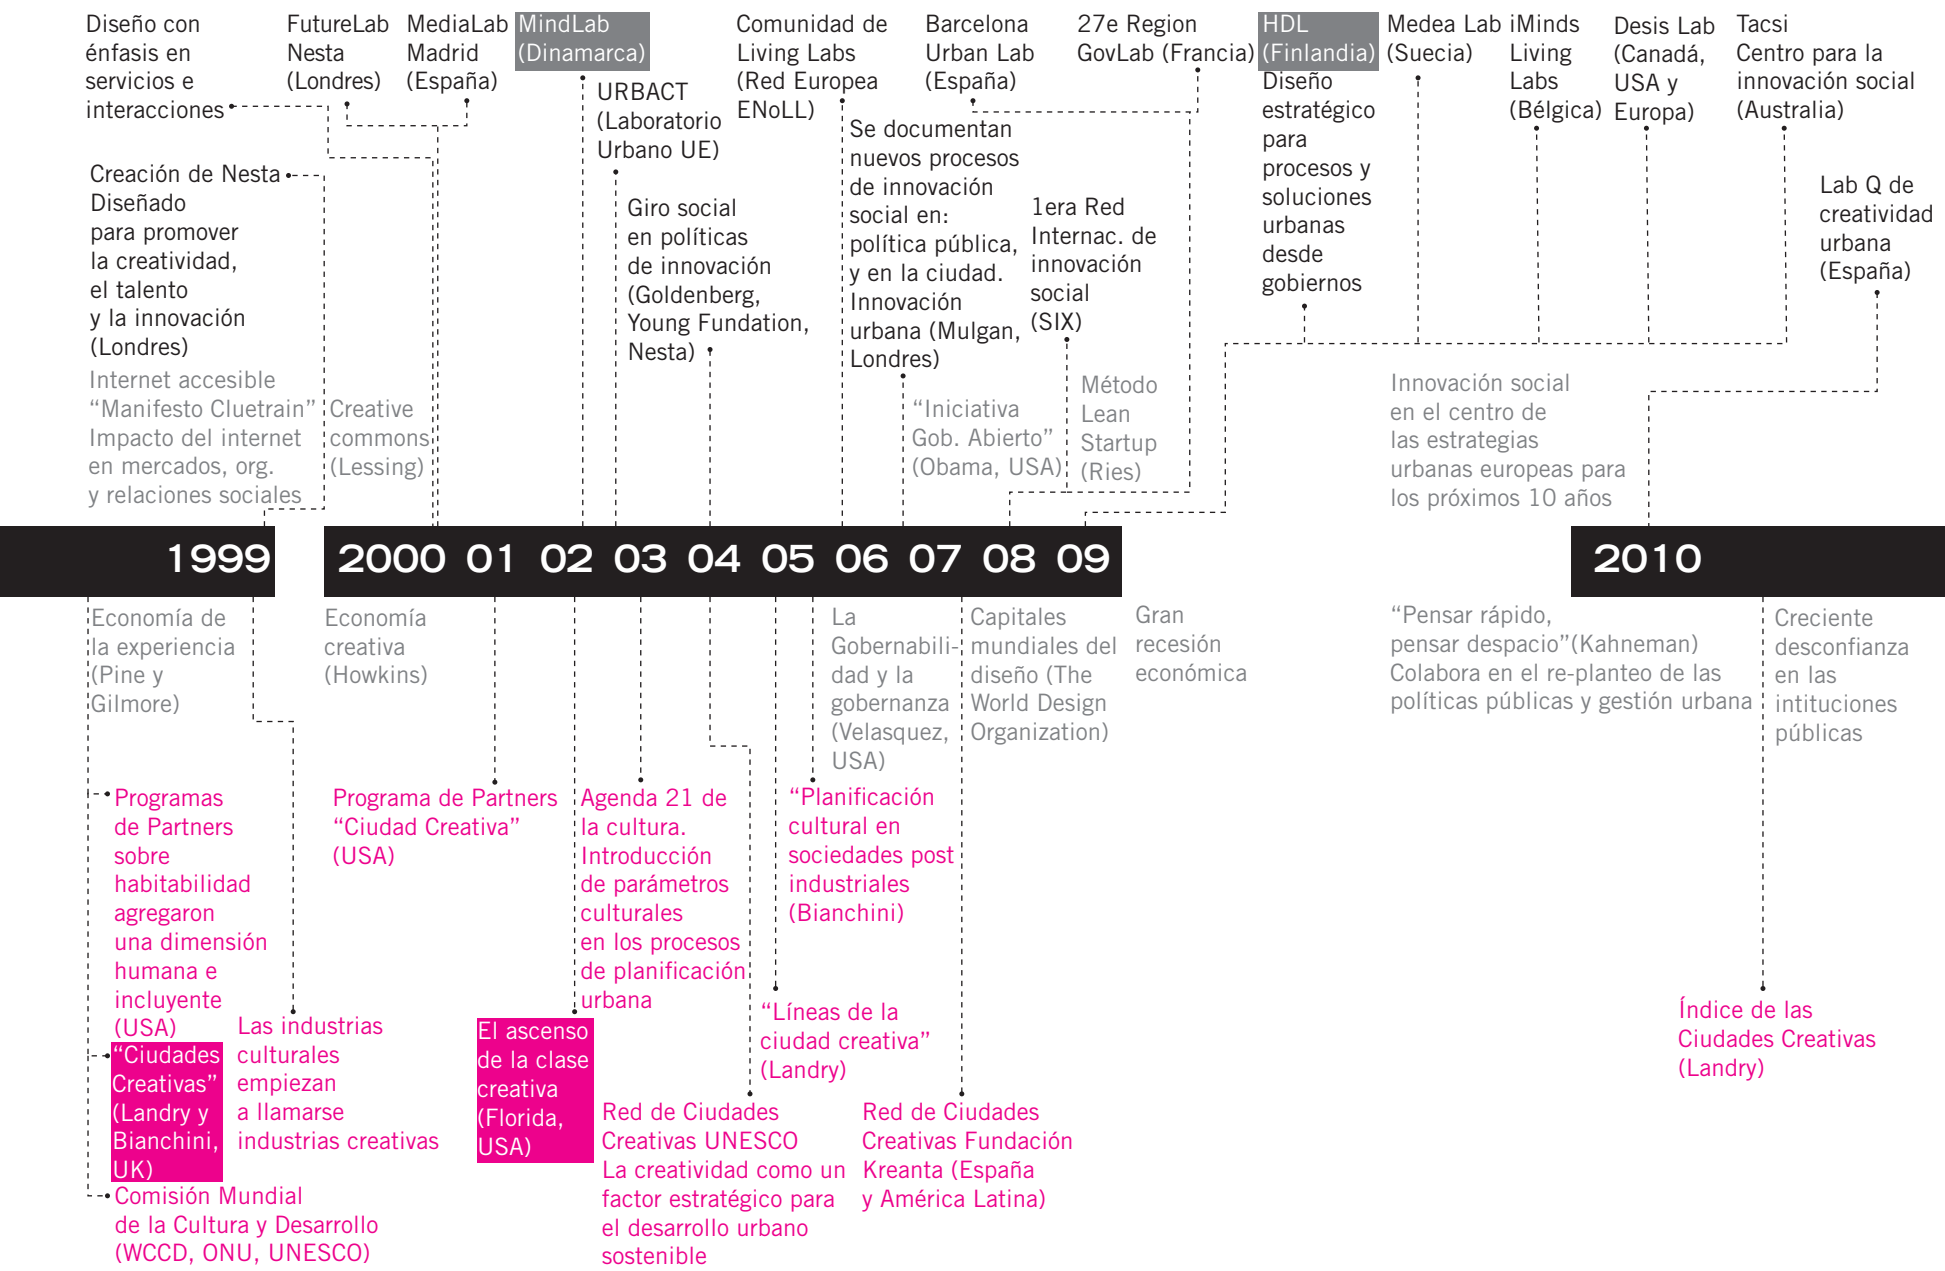 Diseño con
énfasis en
servicios e
interacciones
FutureLab
Nesta
(Londres)
MediaLab
Madrid
(España)
MindLab
(Dinamarca)
URBACT
(Laboratorio
Urbano UE)
Comunidad de
Living Labs
(Red Europea
ENoLL)
Barcelona
Urban Lab
(España)
27e Region
GovLab (Francia)
HDL
(Finlandia)
Diseño
estratégico
para
procesos y
soluciones
urbanas
desde
gobiernos
Medea Lab
(Suecia)
iMinds
Living
Labs
(Bélgica)
Desis Lab
(Canadá,
USA y
Europa)
Tacsi
Centro para la
innovación social
(Australia)
Creación de Nesta
Diseñado
para promover
la creatividad,
el talento
y la innovación
(Londres)
Giro social
en políticas
de innovación
(Goldenberg,
Young Fundation,
Nesta)
Se documentan
nuevos procesos
de innovación
social en:
política pública,
y en la ciudad.
Innovación
urbana (Mulgan,
Londres)
1era Red
Internac. de
innovación
social
(SIX)
Lab Q de
creatividad
urbana
(España)
Internet accesible
“Manifesto Cluetrain”
Impacto del internet
en mercados, org.
y relaciones sociales
Creative
commons
(Lessing)
“Iniciativa
Gob. Abierto”
(Obama, USA)
Método
Lean
Startup
(Ries)
Innovación social
en el centro de
las estrategias
urbanas europeas para
los próximos 10 años
1999
2000 01 02 03 04 05 06 07 08 09
2010
Economía de
la experiencia
(Pine y
Gilmore)
Economía
creativa
(Howkins)
La
Gobernabili-
dad y la
gobernanza
(Velasquez,
USA)
Capitales
mundiales del
diseño (The
World Design
Organization)
Gran
recesión
económica
“Pensar rápido,
pensar despacio”(Kahneman)
Colabora en el re-planteo de las
políticas públicas y gestión urbana
Creciente
desconfianza
en las
intituciones
públicas
Programas
de Partners
sobre
habitabilidad
agregaron
una dimensión
humana e
incluyente
(USA)
“Ciudades
Creativas”
(Landry y
Bianchini,
UK)
Comisión Mundial
de la Cultura y Desarrollo
(WCCD, ONU, UNESCO)
Las industrias
culturales
empiezan
a llamarse
industrias creativas
Programa de Partners
“Ciudad Creativa”
(USA)
El ascenso
de la clase
creativa
(Florida,
USA)
Agenda 21 de
la cultura.
Introducción
de parámetros
culturales
en los procesos
de planificación
urbana
Red de Ciudades
Creativas UNESCO
La creatividad como un
factor estratégico para
el desarrollo urbano
sostenible
“Planificación
cultural en
sociedades post
industriales
(Bianchini)
“Líneas de la
ciudad creativa”
(Landry)
Red de Ciudades
Creativas Fundación
Kreanta (España
y América Latina)
Índice de las
Ciudades Creativas
(Landry)